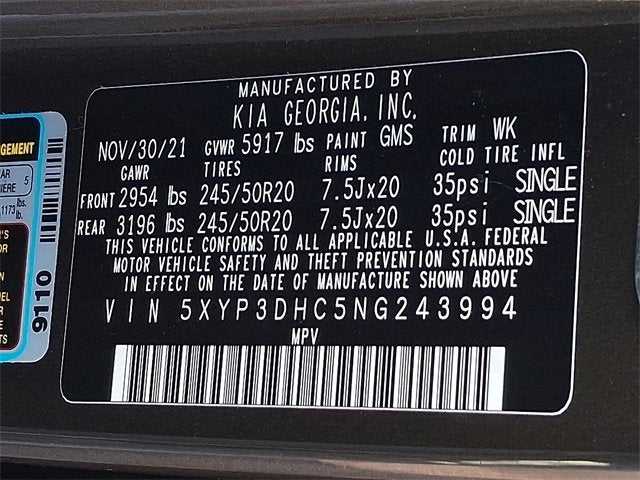 MANUFACTURED BY
KIA GEORGIA, INC.
NOV/30/21 GVWR 5917 lbs PAINT GMS TRIM WK
GAWR TIRES RIMS COLD TIRE INFL
FRONT 2954 lbs 245/50R20 7.5Jx20 35psi SINGLE
REAR 3196 lbs 245/50R20 7.5Jx20 35psi SINGLE
THIS VEHICLE CONFORMS TO ALL APPLICABLE U.S.A. FEDERAL
MOTOR VEHICLE SAFETY AND THEFT PREVENTION STANDARDS
IN EFFECT ON THE DATE OF MANUFACTURE SHOWN ABOVE
VIN 5XYP3DHC5NG243994
MPV
5
1173 lbs.
9110